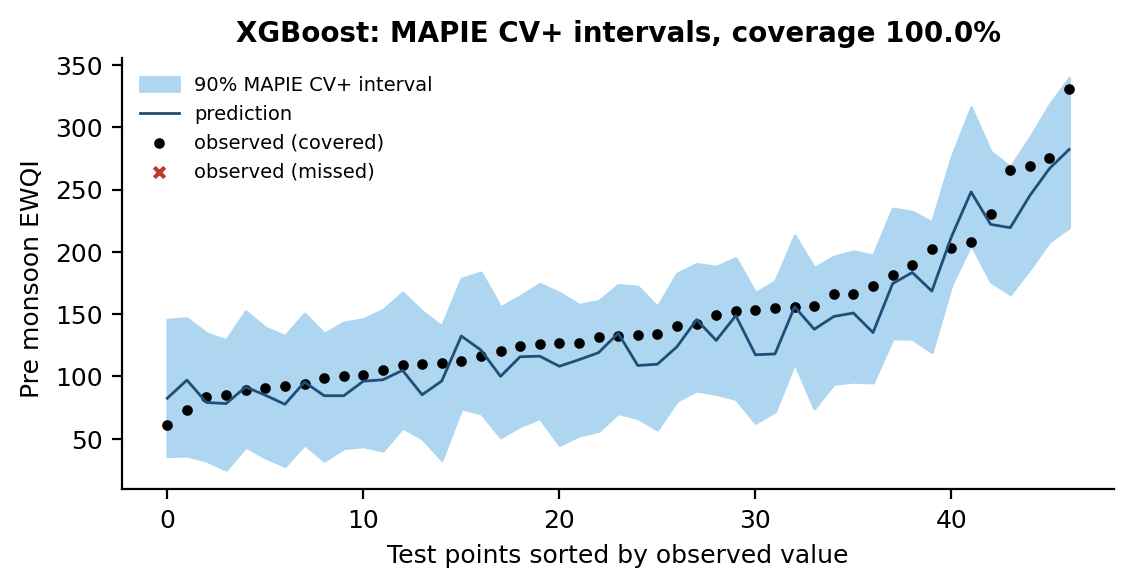 XGBoost: MAPIE CV+ intervals, coverage 100.0%
90% MAPIE CV+ interval
prediction
observed (covered)
observed (missed)
Pre monsoon EWQI
350
300
250
200
150
100
50
0 10 20 30 40
Test points sorted by observed value